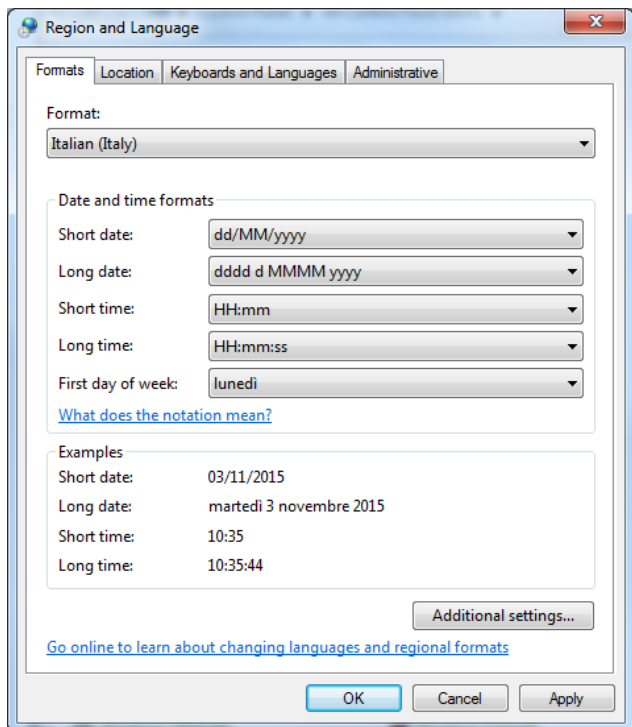 Region and Language
Formats Location Keyboards and Languages Administrative
Format:
Italian (Italy)
Date and time formats
Short date: dd/MM/yyyy
Long date: dddd d MMMM yyyy
Short time: HH:mm
Long time: HH:mm:ss
First day of week: lunedì
What does the notation mean?
Examples
Short date: 03/11/2015
Long date: martedì 3 novembre 2015
Short time: 10:35
Long time: 10:35:44
Additional settings...
Go online to learn about changing languages and regional formats
OK Cancel Apply